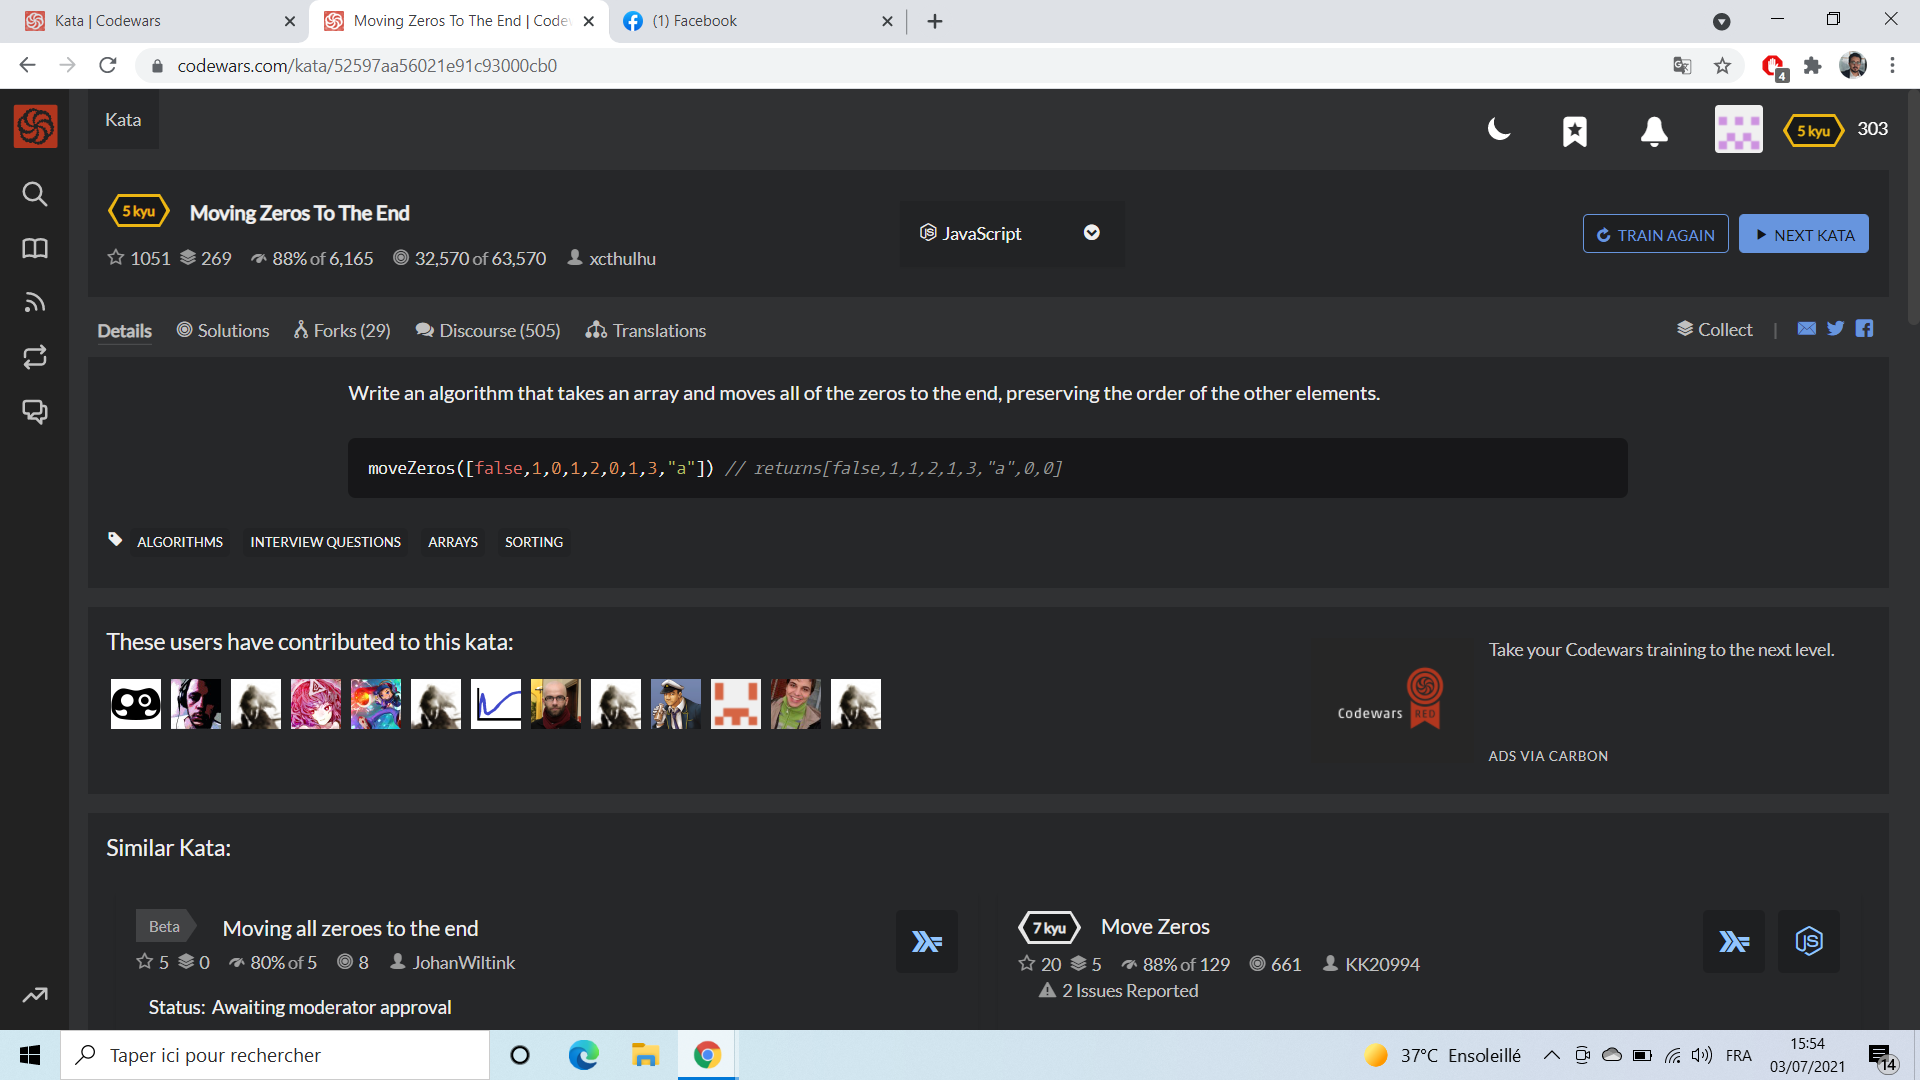 Kata | Codewars
Moving Zeros To The End | Codew
(1) Facebook
codewars.com/kata/52597aa56021e91c93000cb0
4
Kata
5 kyu
303
5 kyu
Moving Zeros To The End
JavaScript
TRAIN AGAIN
NEXT KATA
1051 269 88% of 6,165 32,570 of 63,570 xcthulhu
Details Solutions Forks (29) Discourse (505) Translations
Collect |
Write an algorithm that takes an array and moves all of the zeros to the end, preserving the order of the other elements.
moveZeros([false,1,0,1,2,0,1,3,"a"]) // returns[false,1,1,2,1,3,"a",0,0]
ALGORITHMS INTERVIEW QUESTIONS ARRAYS SORTING
These users have contributed to this kata:
Take your Codewars training to the next level.
Codewars RED
ADS VIA CARBON
Similar Kata:
Beta Moving all zeroes to the end
5 0 80% of 5 8 JohanWiltink
Status: Awaiting moderator approval
7 kyu Move Zeros
JS
20 5 88% of 129 661 KK20994
2 Issues Reported
Taper ici pour rechercher
37°C Ensoleillé
FRA
15:54
03/07/2021
14